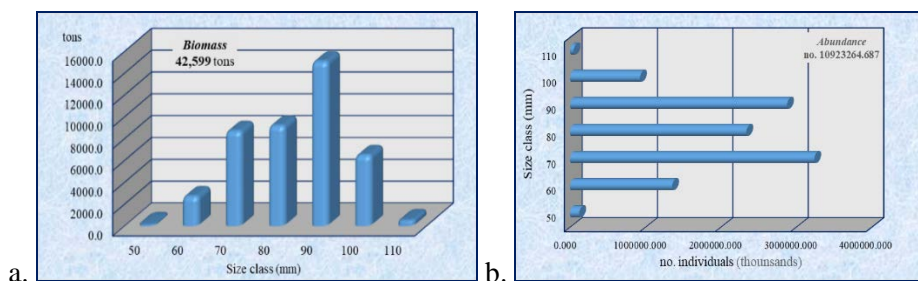 tons
Biomass
42,599 tons
16000.0
14000.0
12000.0
10000.0
8000.0
6000.0
4000.0
2000.0
0.0
50 60 70 80 90 100 110
Size class (mm)
a.
Abundance
no. 10923264.687
Size class (mm)
110
100
90
80
70
60
50
0.000 1000000.000 2000000.000 3000000.000 4000000.000
no. individuals (thounsands)
b.